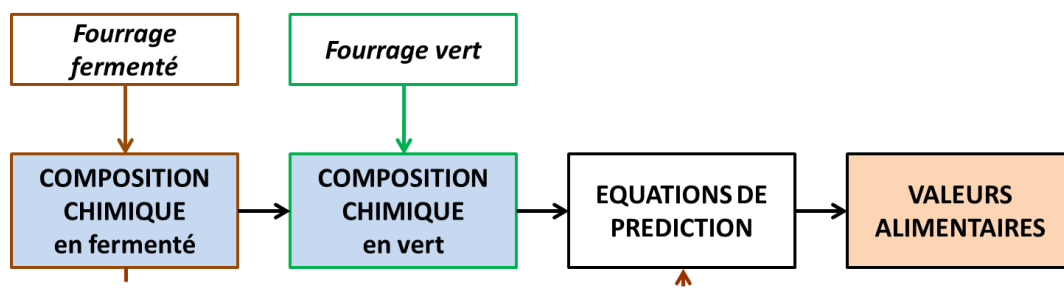 Fourrage
fermenté
Fourrage vert
COMPOSITION
CHIMIQUE
en fermenté
COMPOSITION
CHIMIQUE
en vert
EQUATIONS DE
PREDICTION
VALEURS
ALIMENTAIRES